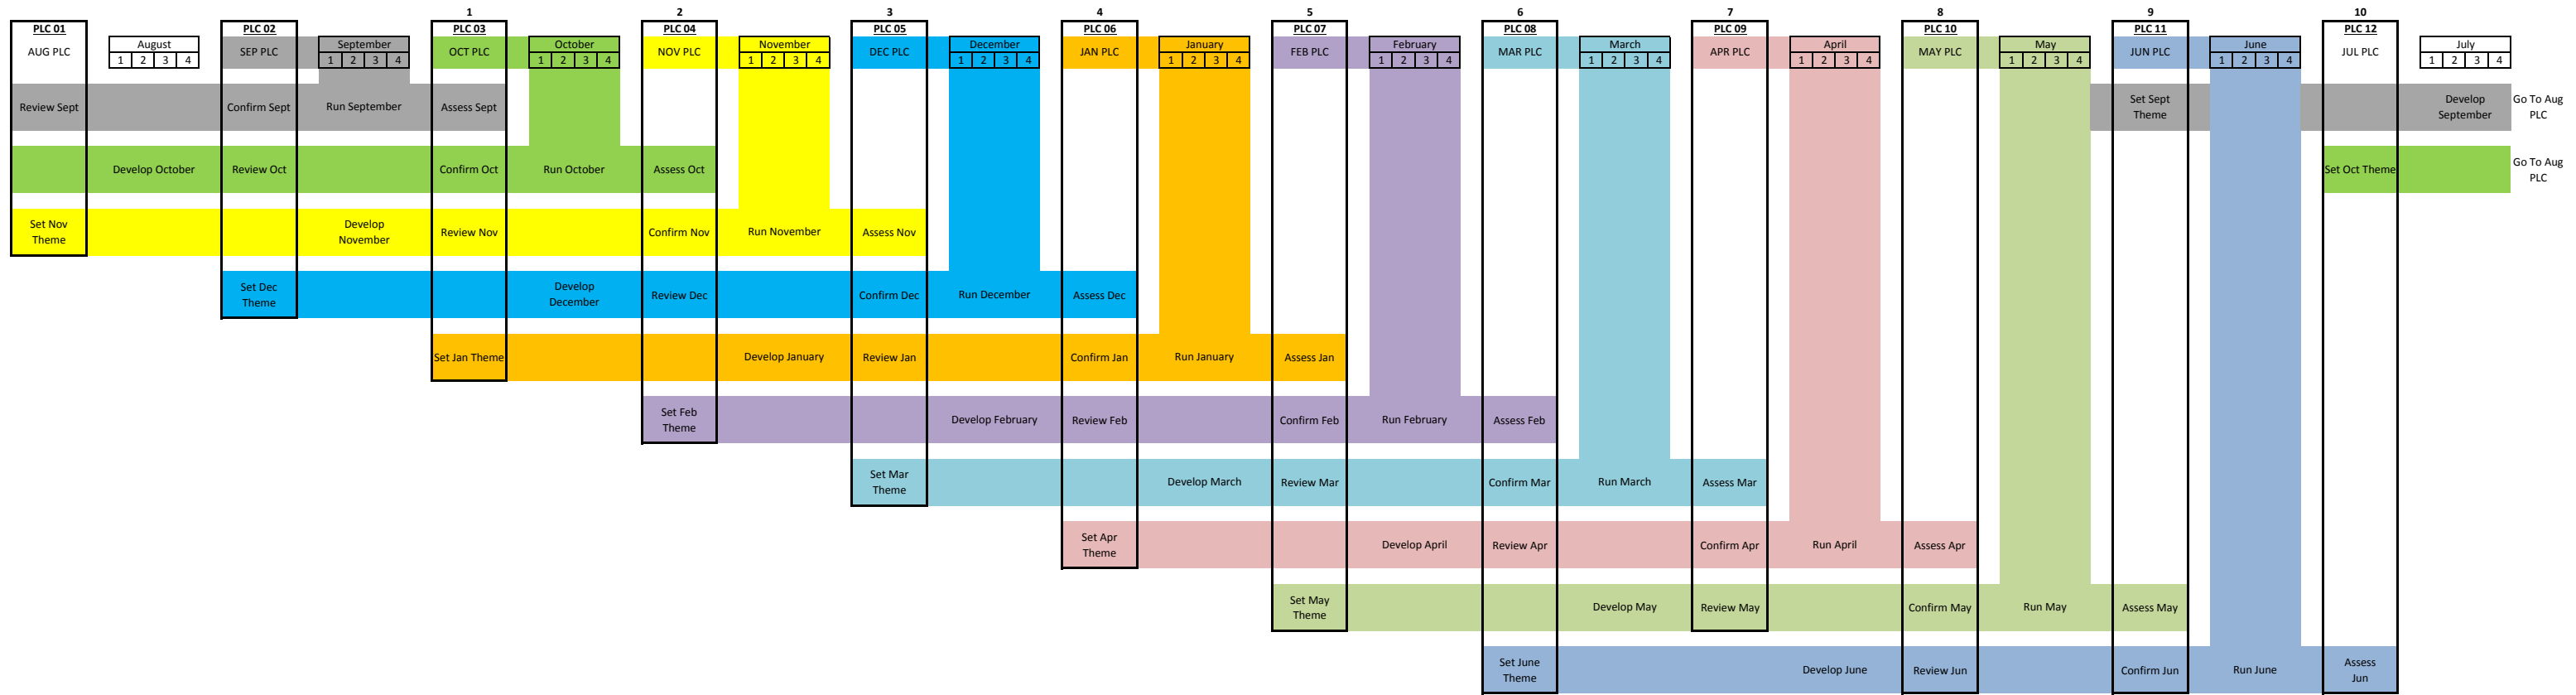 1 2 3 4 5 6 7 8 9 10
PLC 01 PLC 02 PLC 03 PLC 04 PLC 05 PLC 06 PLC 07 PLC 08 PLC 09 PLC 10 PLC 11 PLC 12
AUG PLC August SEP PLC September OCT PLC October NOV PLC November DEC PLC December JAN PLC January FEB PLC February MAR PLC March APR PLC April MAY PLC May JUN PLC June JUL PLC July
1 2 3 4 1 2 3 4 1 2 3 4 1 2 3 4 1 2 3 4 1 2 3 4 1 2 3 4 1 2 3 4 1 2 3 4 1 2 3 4 1 2 3 4 1 2 3 4
Review Sept Confirm Sept Run September Assess Sept Set Sept Develop Go To Aug
Theme September PLC
Develop October Review Oct Confirm Oct Run October Assess Oct Set Oct Theme Go To Aug
PLC
Set Nov Develop Review Nov Confirm Nov Run November Assess Nov
Theme November
Set Dec Develop Review Dec Confirm Dec Run December Assess Dec
Theme December
Set Jan Theme Develop January Review Jan Confirm Jan Run January Assess Jan
Set Feb Develop February Review Feb Confirm Feb Run February Assess Feb
Theme
Set Mar Develop March Review Mar Confirm Mar Run March Assess Mar
Theme
Set Apr Develop April Review Apr Confirm Apr Run April Assess Apr
Theme
Set May Develop May Review May Confirm May Run May Assess May
Theme
Set June Develop June Review Jun Confirm Jun Run June Assess
Theme Jun